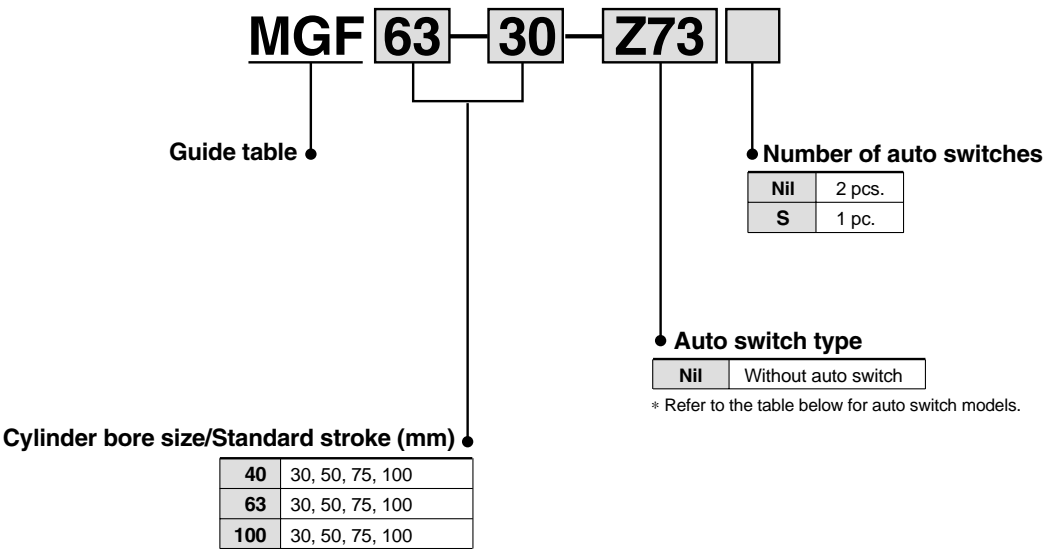 MGF 63 — 30 — Z73
Guide table
Number of auto switches
Nil 2 pcs.
S 1 pc.
Auto switch type
Nil Without auto switch
* Refer to the table below for auto switch models.
Cylinder bore size/Standard stroke (mm)
40 30, 50, 75, 100
63 30, 50, 75, 100
100 30, 50, 75, 100